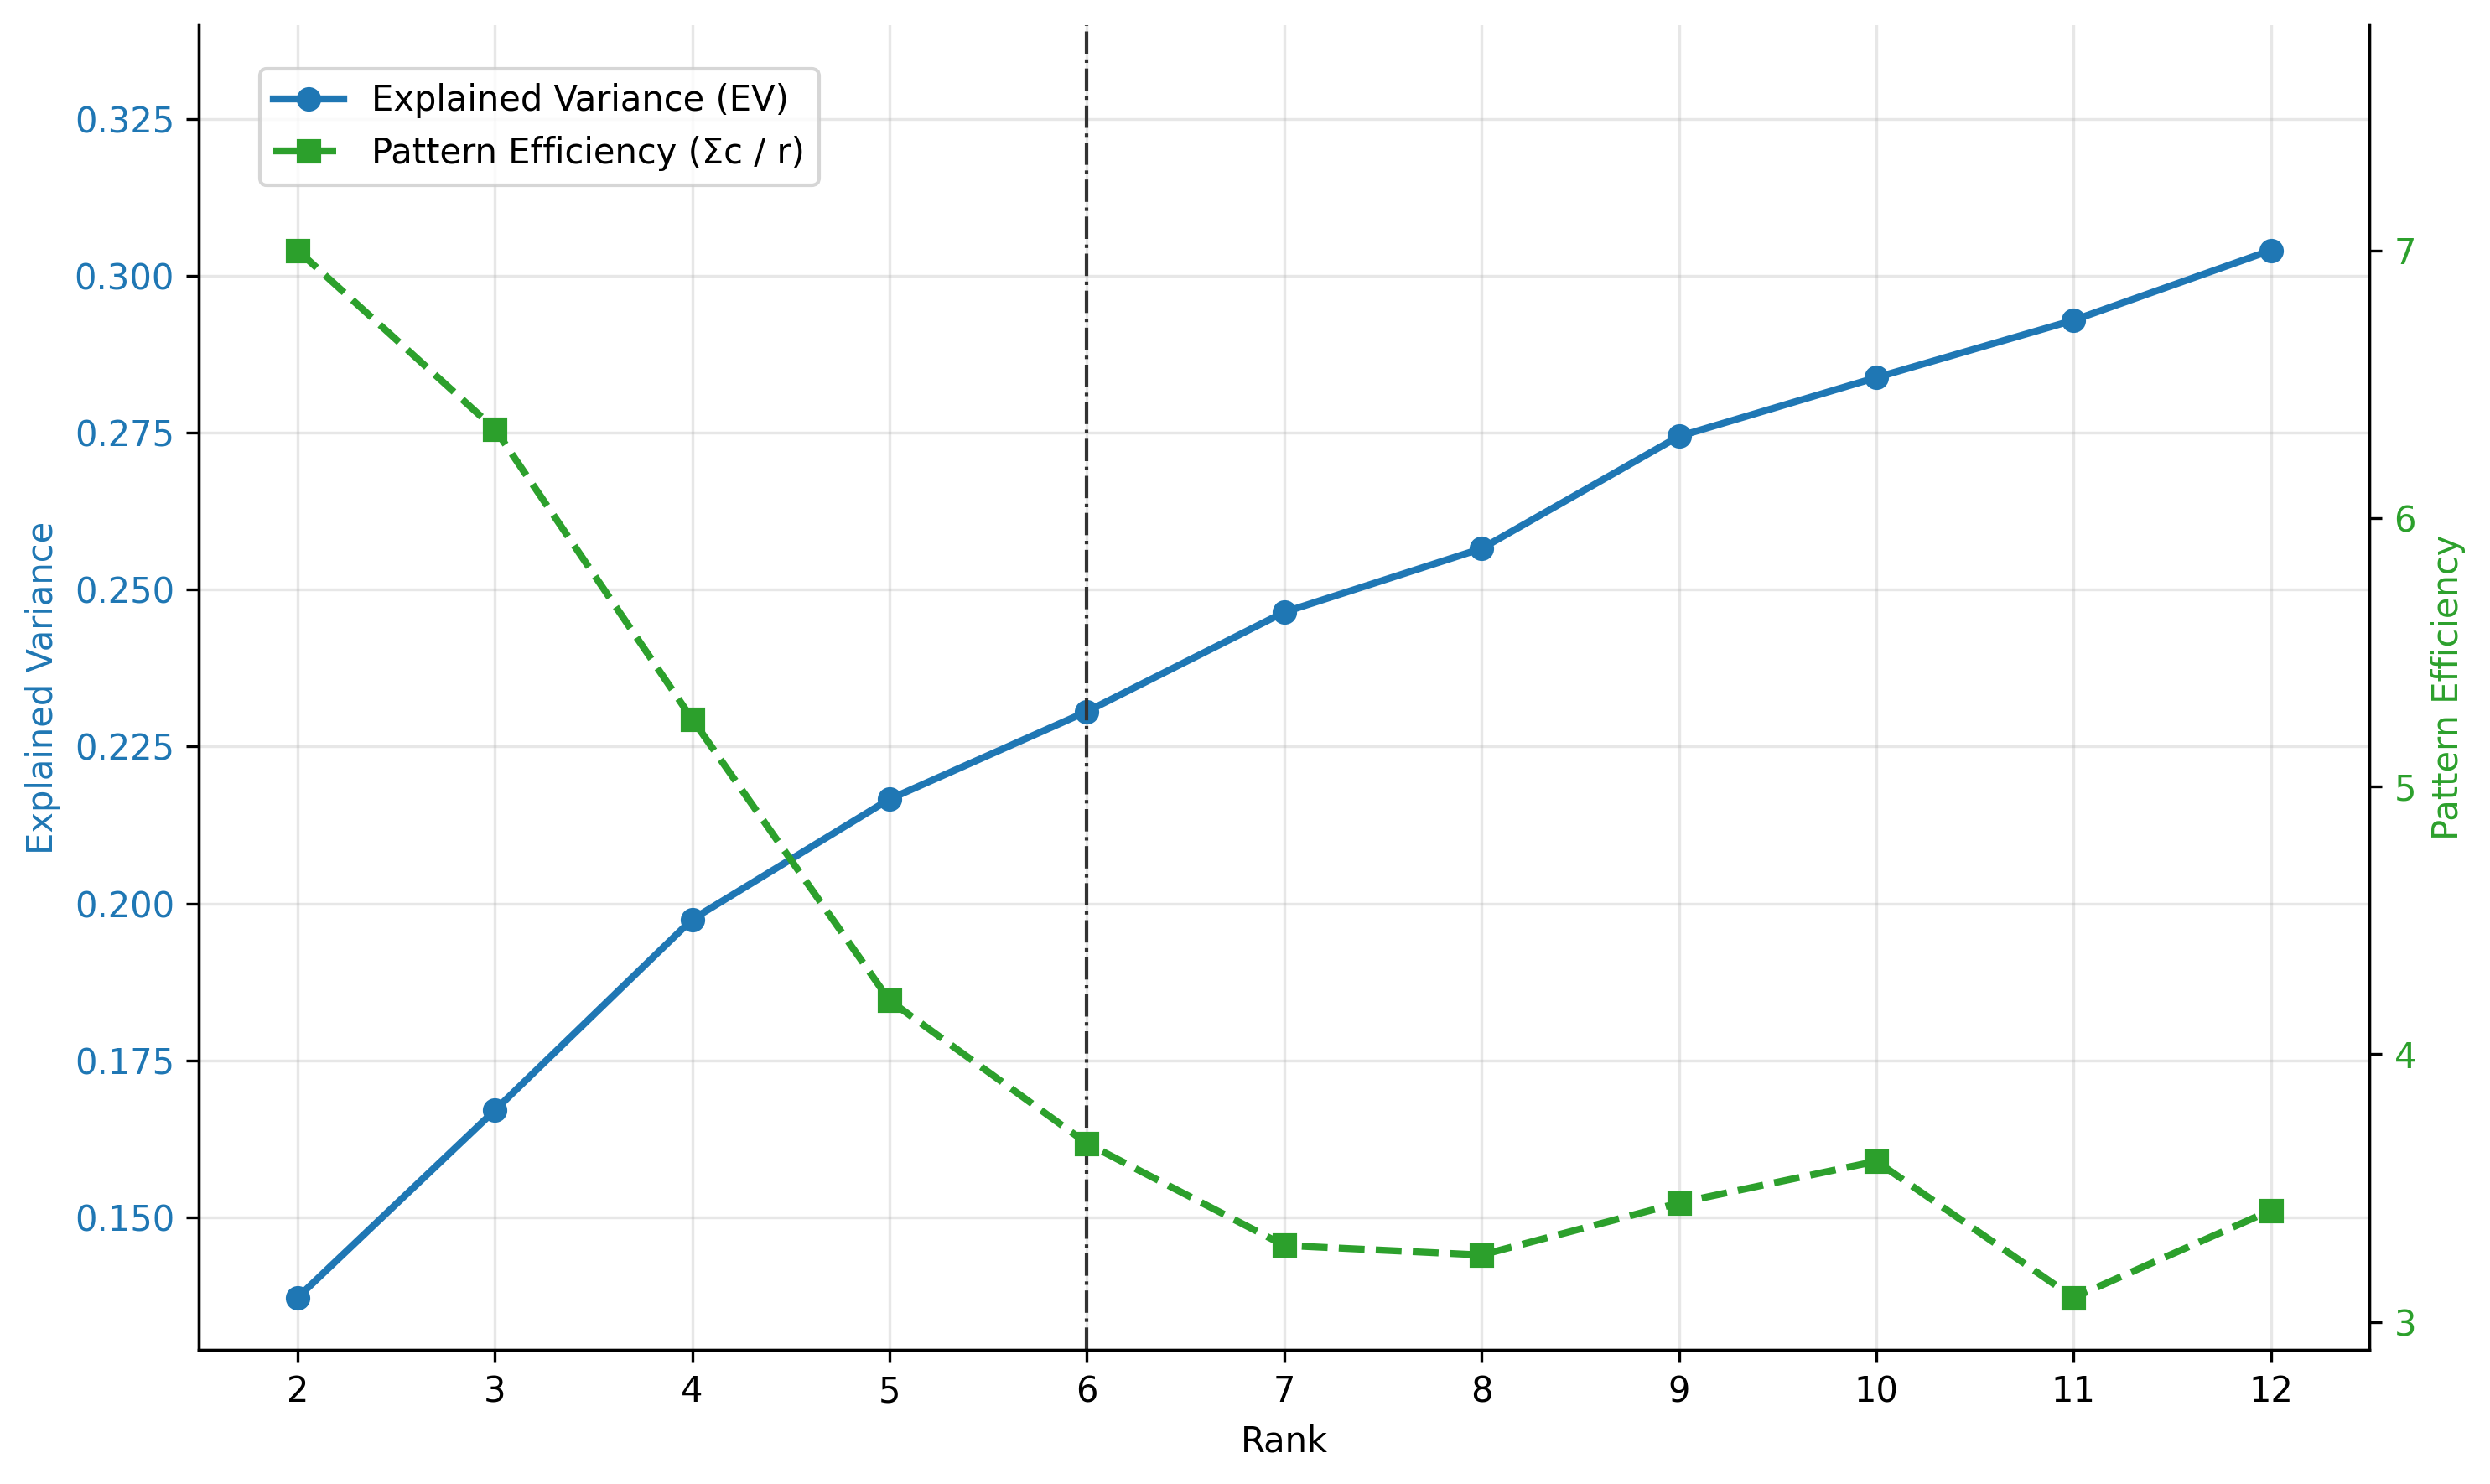 Explained Variance (EV)
Pattern Efficiency (Σc / r)
0.325
0.300
0.275
0.250
0.225
0.200
0.175
0.150
Explained Variance
7
6
5
4
3
Pattern Efficiency
2 3 4 5 6 7 8 9 10 11 12
Rank